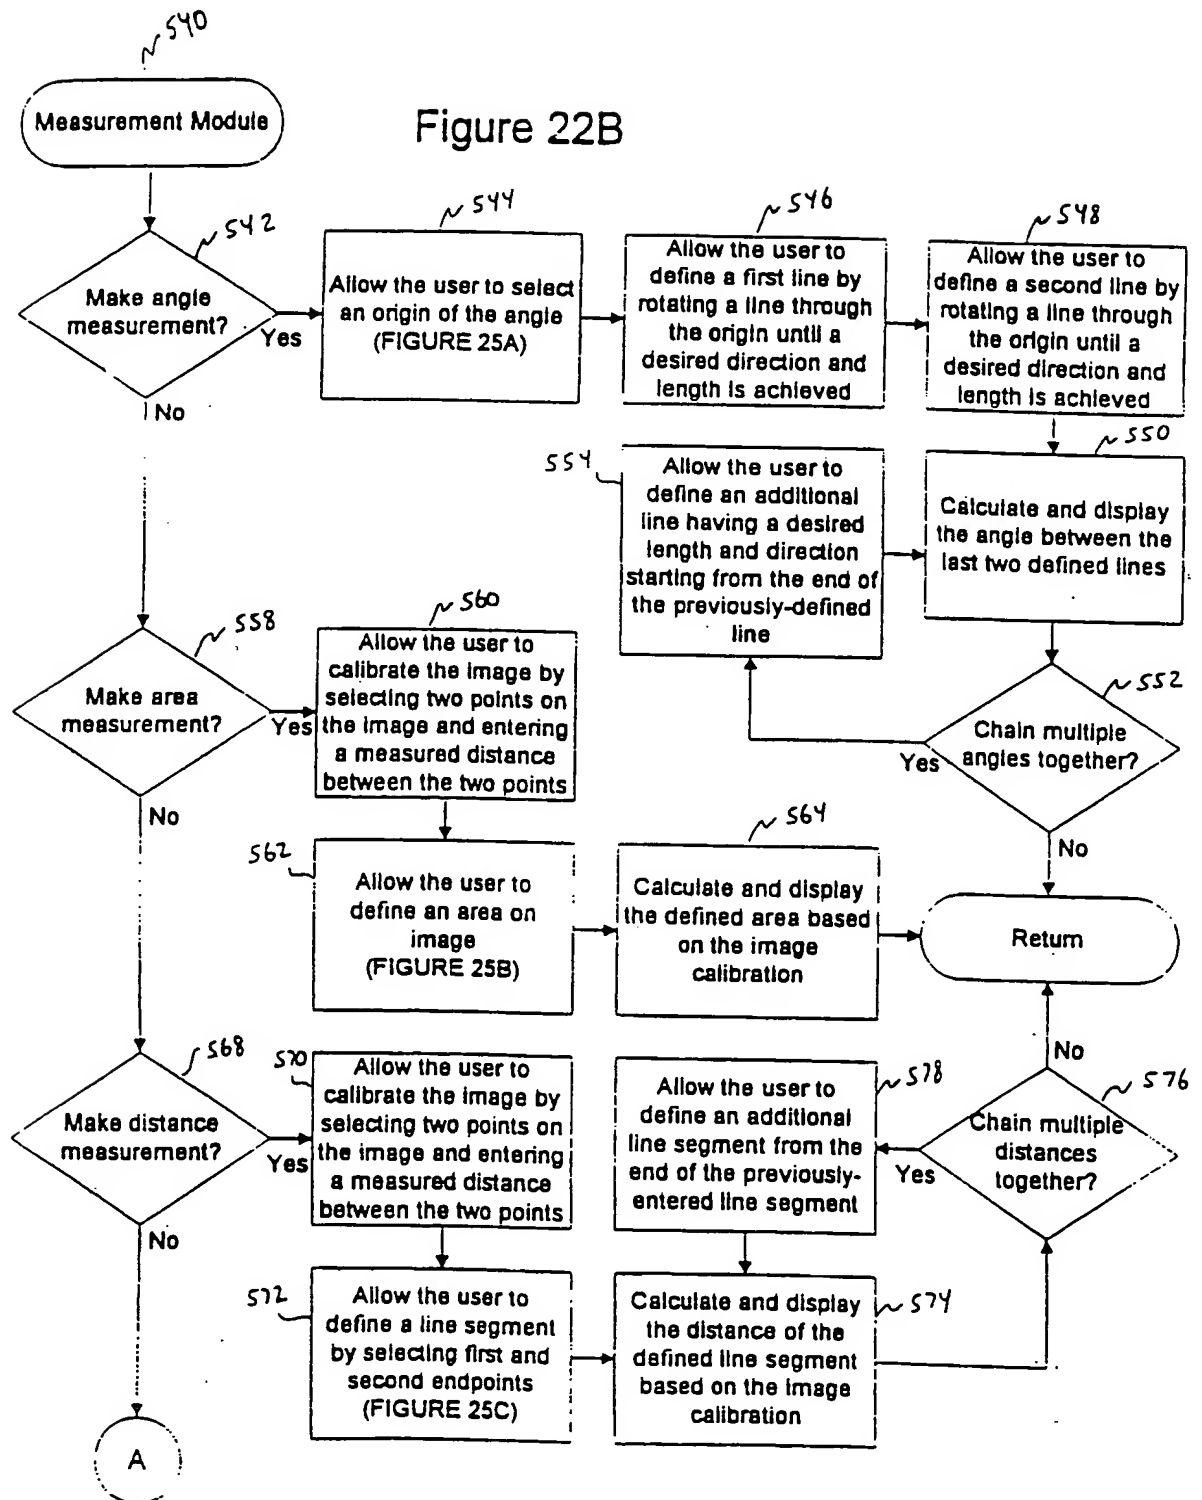 540
Measurement Module
Figure 22B
542
Make angle
measurement?
Yes
No
544
Allow the user to select
an origin of the angle
(FIGURE 25A)
546
Allow the user to
define a first line by
rotating a line through
the origin until a
desired direction and
length is achieved
548
Allow the user to
define a second line by
rotating a line through
the origin until a
desired direction and
length is achieved
550
Calculate and display
the angle between the
last two defined lines
554
Allow the user to
define an additional
line having a desired
length and direction
starting from the end of
the previously-defined
line
552
Chain multiple
angles together?
Yes
No
558
Make area
measurement?
Yes
No
560
Allow the user to
calibrate the image by
selecting two points on
the image and entering
a measured distance
between the two points
562
Allow the user to
define an area on
image
(FIGURE 25B)
564
Calculate and display
the defined area based
on the image
calibration
Return
568
Make distance
measurement?
Yes
No
570
Allow the user to
calibrate the image by
selecting two points on
the image and entering
a measured distance
between the two points
572
Allow the user to
define a line segment
by selecting first and
second endpoints
(FIGURE 25C)
578
Allow the user to
define an additional
line segment from the
end of the previously-
entered line segment
574
Calculate and display
the distance of the
defined line segment
based on the image
calibration
576
Chain multiple
distances
together?
Yes
No
A